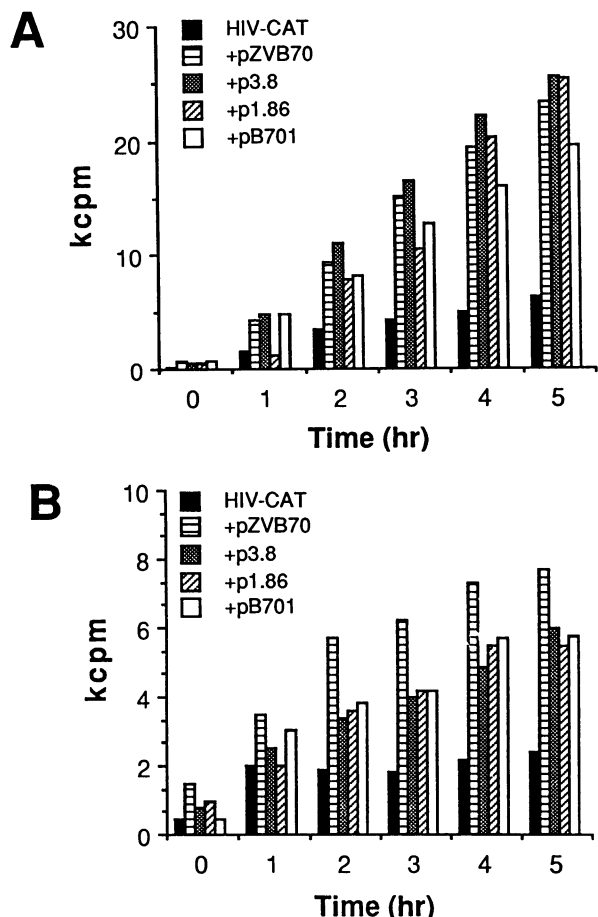 A
30
20
10
0
kcpm
HIV-CAT
+pZVB70
+p3.8
+p1.86
+pB701
0 1 2 3 4 5
Time (hr)
B
10
8
6
4
2
0
kcpm
HIV-CAT
+pZVB70
+p3.8
+p1.86
+pB701
0 1 2 3 4 5
Time (hr)